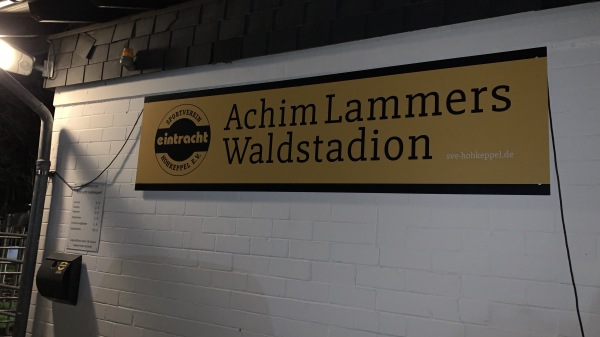 SPORTVEREIN
eintracht
HOHKEPPEL E.V.
Achim Lammers
Waldstadion
sve-hohkeppel.de